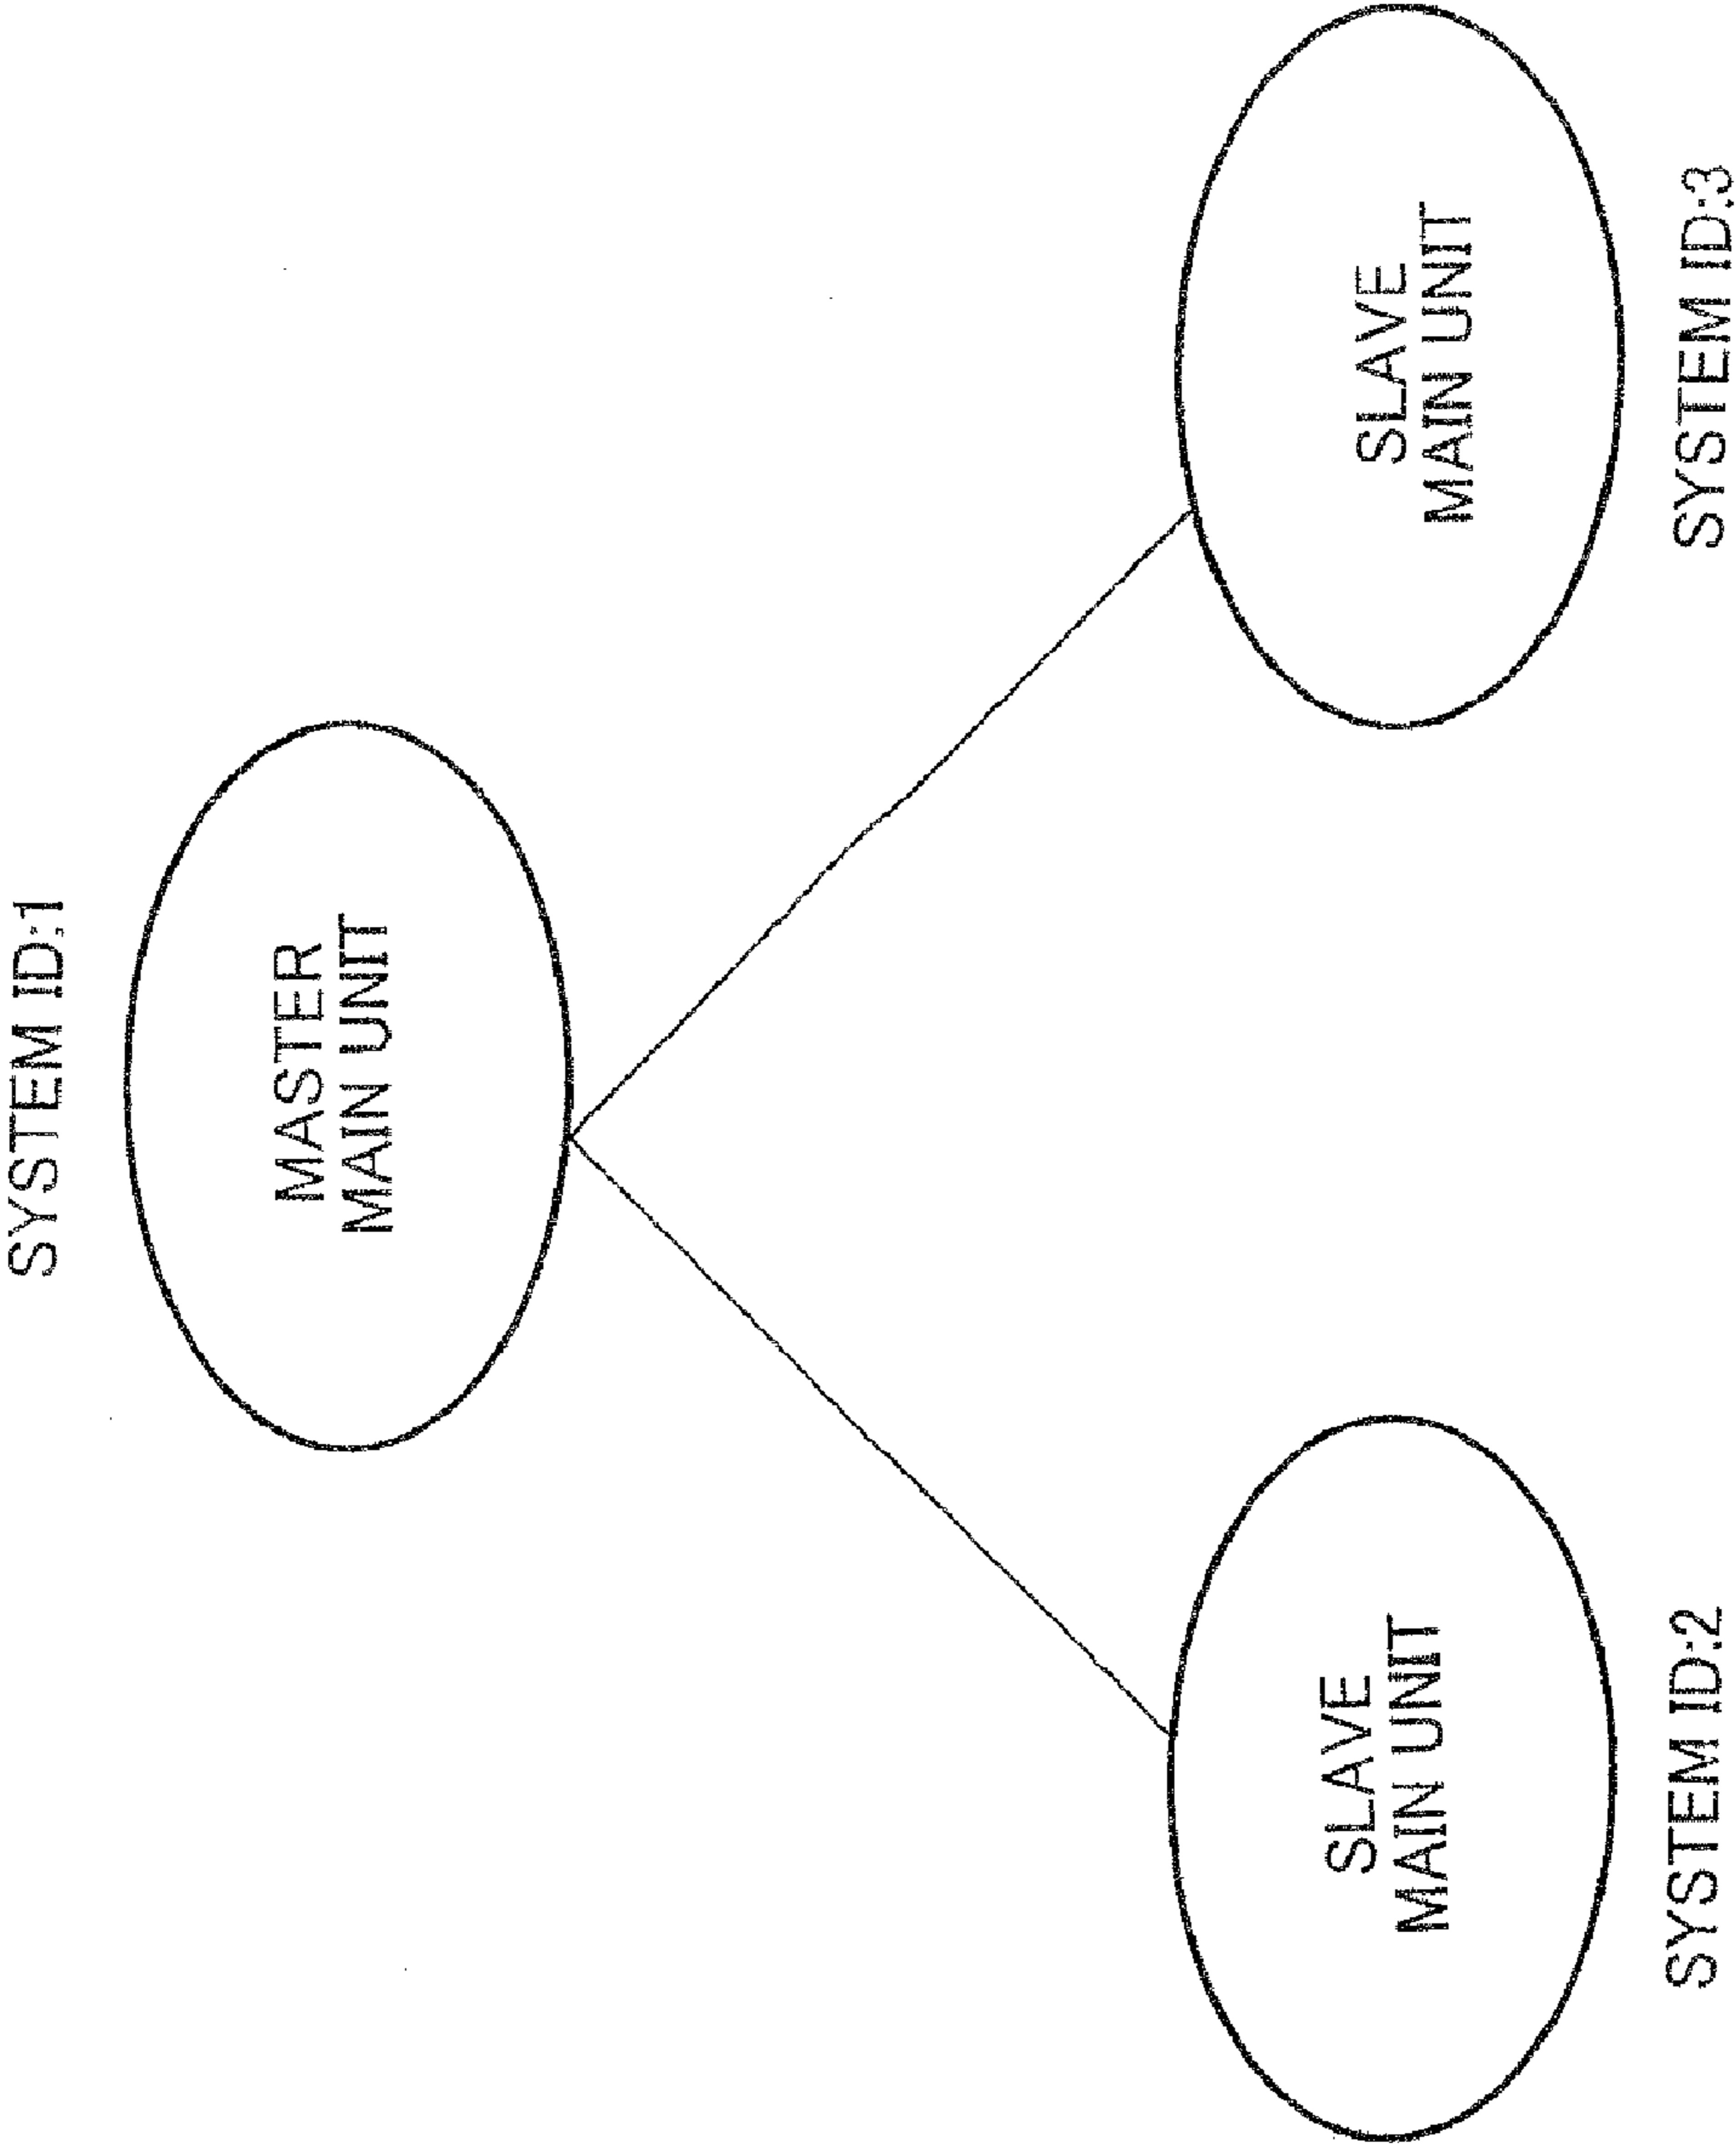 SYSTEM ID:1
MASTER
MAIN UNIT
SLAVE
MAIN UNIT
SYSTEM ID:2
SLAVE
MAIN UNIT
SYSTEM ID:3